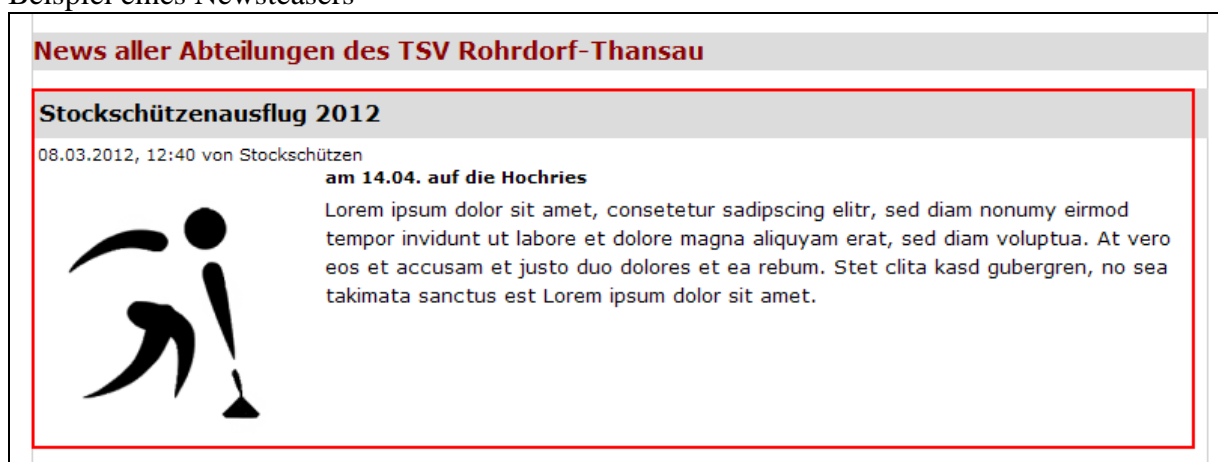 Beispiel eines Newsteasers
News aller Abteilungen des TSV Rohrdorf-Thansau
Stockschützenausflug 2012
08.03.2012, 12:40 von Stockschützen
am 14.04. auf die Hochries
Lorem ipsum dolor sit amet, consetetur sadipscing elitr, sed diam nonumy eirmod
tempor invidunt ut labore et dolore magna aliquyam erat, sed diam voluptua. At vero
eos et accusam et justo duo dolores et ea rebum. Stet clita kasd gubergren, no sea
takimata sanctus est Lorem ipsum dolor sit amet.